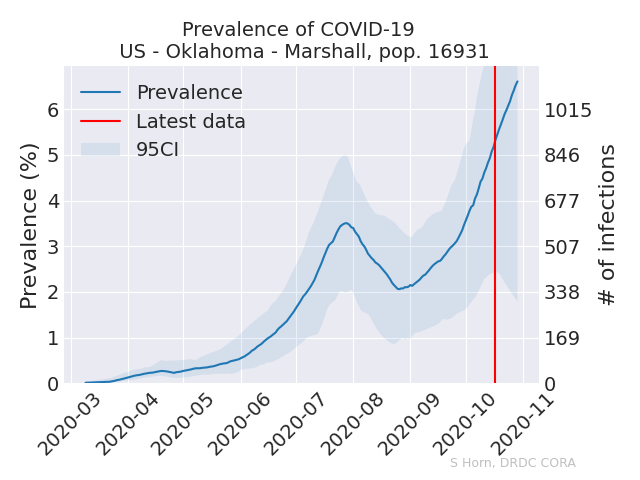 Prevalence of COVID-19
US - Oklahoma - Marshall, pop. 16931
Prevalence
Latest data
95CI
Prevalence (%)
6
5
4
3
2
1
0
1015
846
677
507
338
169
0
# of infections
2020-03
2020-04
2020-05
2020-06
2020-07
2020-08
2020-09
2020-10
2020-11
S Horn, DRDC CORA